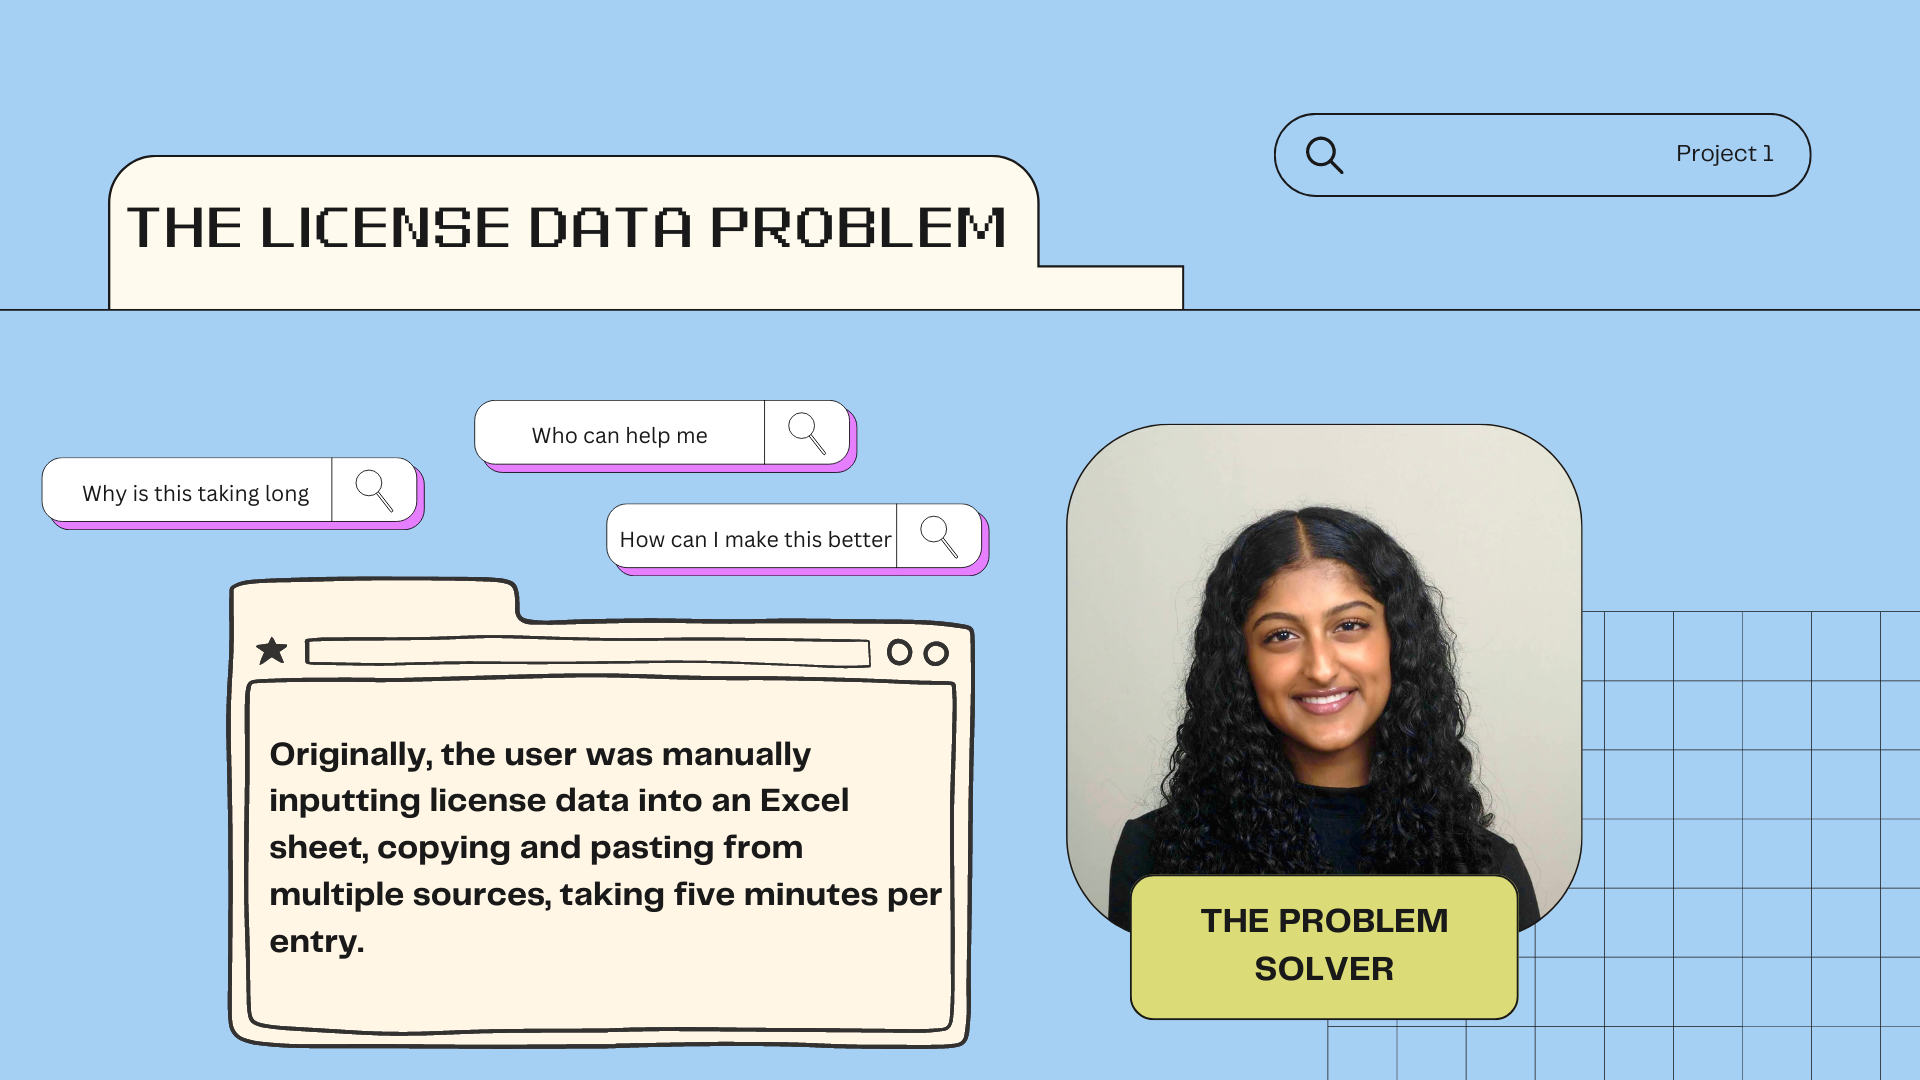 Project 1
THE LICENSE DATA PROBLEM
Who can help me
Why is this taking long
How can I make this better
Originally, the user was manually
inputting license data into an Excel
sheet, copying and pasting from
multiple sources, taking five minutes per
entry.
THE PROBLEM
SOLVER